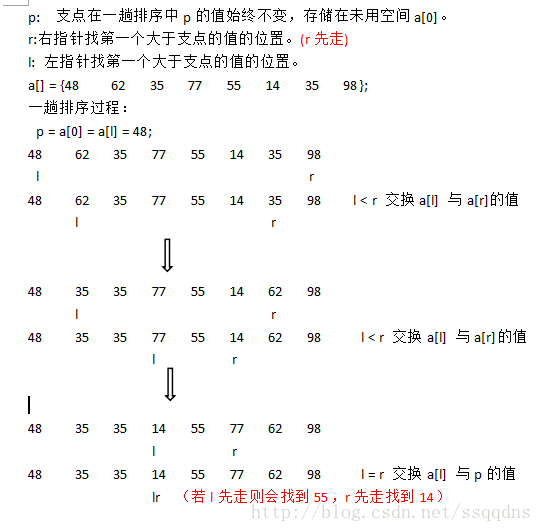 p: 支点在一趟排序中 p 的值始终不变，存储在未用空间 a[0]。
r:右指针找第一个大于支点的值的位置。(r 先走)
l: 左指针找第一个大于支点的值的位置。
a[] = {48 62 35 77 55 14 35 98};
一趟排序过程：
p = a[0] = a[l] = 48;
48 62 35 77 55 14 35 98
l r
48 62 35 77 55 14 35 98 l < r 交换 a[l] 与 a[r]的值
l r
48 35 35 77 55 14 62 98
l r
48 35 35 77 55 14 62 98 l < r 交换 a[l] 与 a[r]的值
l r
48 35 35 14 55 77 62 98
l r
48 35 35 14 55 77 62 98 l = r 交换 a[l] 与 p 的值
lr （若 l 先走则会找到 55，r 先走找到 14）
http://blog.csdn.net/ssqqdns